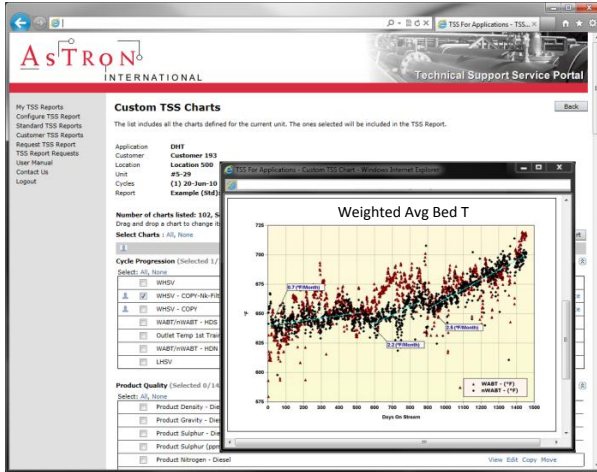 TSS For Applications - TSS...
ASTRON
INTERNATIONAL
Technical Support Service Portal
My TSS Reports
Configure TSS Report
Standard TSS Reports
Customer TSS Reports
Request TSS Report
TSS Report Requests
User Manual
Contact Us
Logout
Custom TSS Charts
Back
The list includes all the charts defined for the current unit. The ones selected will be included in the TSS Report.
Application DHT
Customer Customer 193
Location Location 500
Unit #5-29
Cycles (1) 20-Jun-10
Report Example (Std):
Number of charts listed: 102, S
Drag and drop a chart to change it
Select Charts : All, None
Cycle Progression (Selected 1/
Select: All, None
WHSV
WHSV - COPY-Nk-Filt
WHSV - COPY
WABT/nWABT - HDS
Outlet Temp 1st Trai
WABT/nWABT - HDN
LHSV
Product Quality (Selected 0/14
Select: All, None
Product Density - Die
Product Gravity - Die
Product Sulphur - Die
Product Sulphur (ppm
Product Nitrogen - Diesel
View Edit Copy Move
TSS For Applications - Custom TSS Chart - Windows Internet Explorer
Weighted Avg Bed T
725
700
675
650
625
600
575
°F
0.7 (°F/Month)
2.2 (°F/Month)
2.6 (°F/Month)
WABT - (°F)
nWABT - (°F)
0 100 200 300 400 500 600 700 800 900 1000 1100 1200 1300 1400 1500
Days On Stream